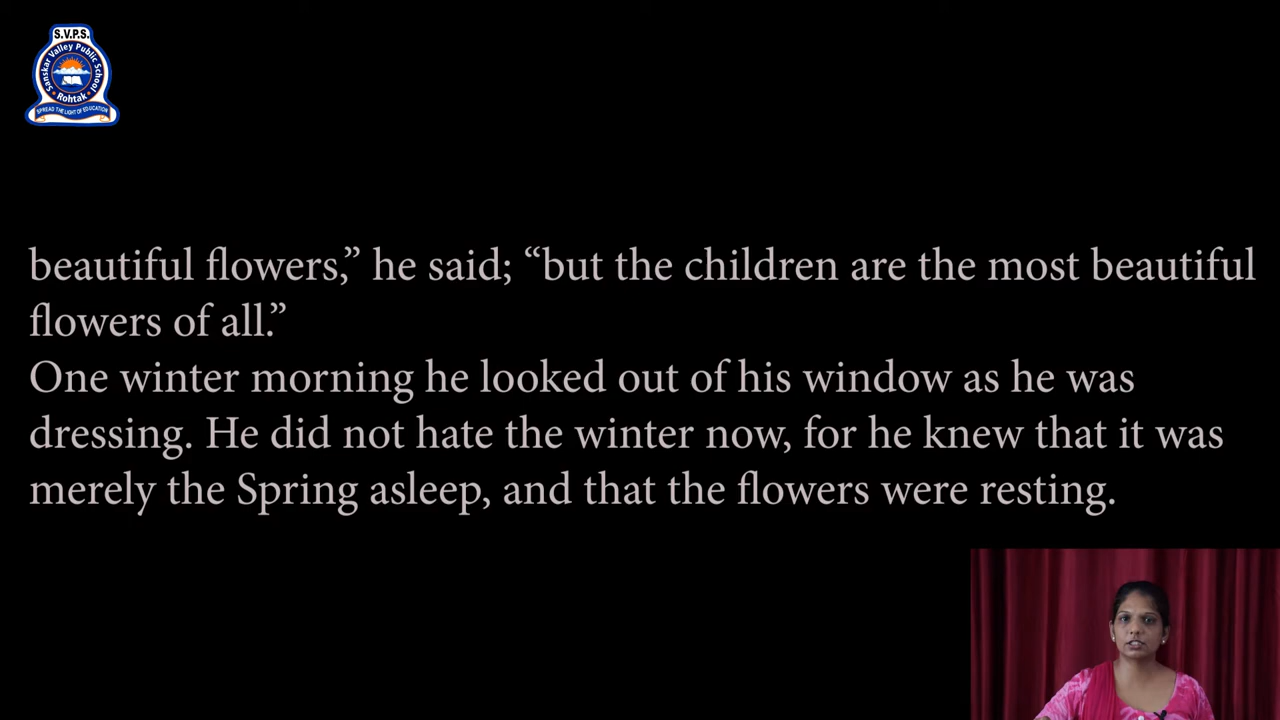 S.V.P.S.
Sanskar Valley Public School
Rohtak
SPREAD THE LIGHT OF EDUCATION
beautiful flowers,” he said; “but the children are the most beautiful
flowers of all.”
One winter morning he looked out of his window as he was
dressing. He did not hate the winter now, for he knew that it was
merely the Spring asleep, and that the flowers were resting.